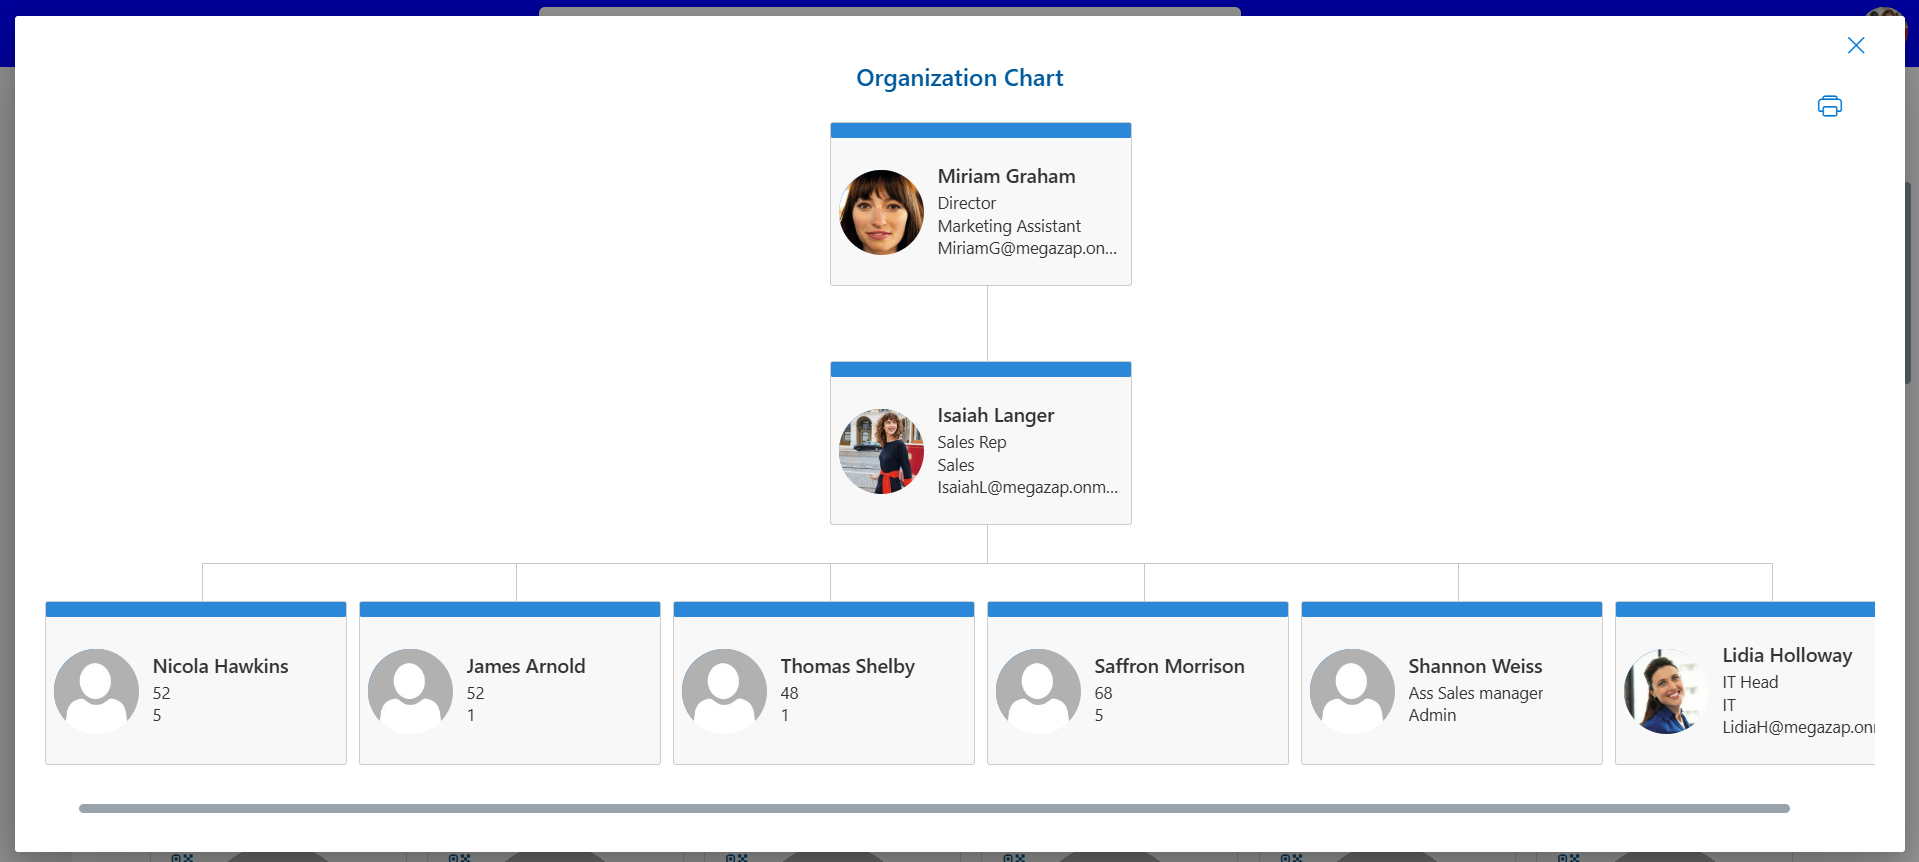 Organization Chart
Miriam Graham
Director
Marketing Assistant
MiriamG@megazap.on...
Isaiah Langer
Sales Rep
Sales
IsaiahL@megazap.onm...
Nicola Hawkins
52
5
James Arnold
52
1
Thomas Shelby
48
1
Saffron Morrison
68
5
Shannon Weiss
Ass Sales manager
Admin
Lidia Holloway
IT Head
IT
LidiaH@megazap.on